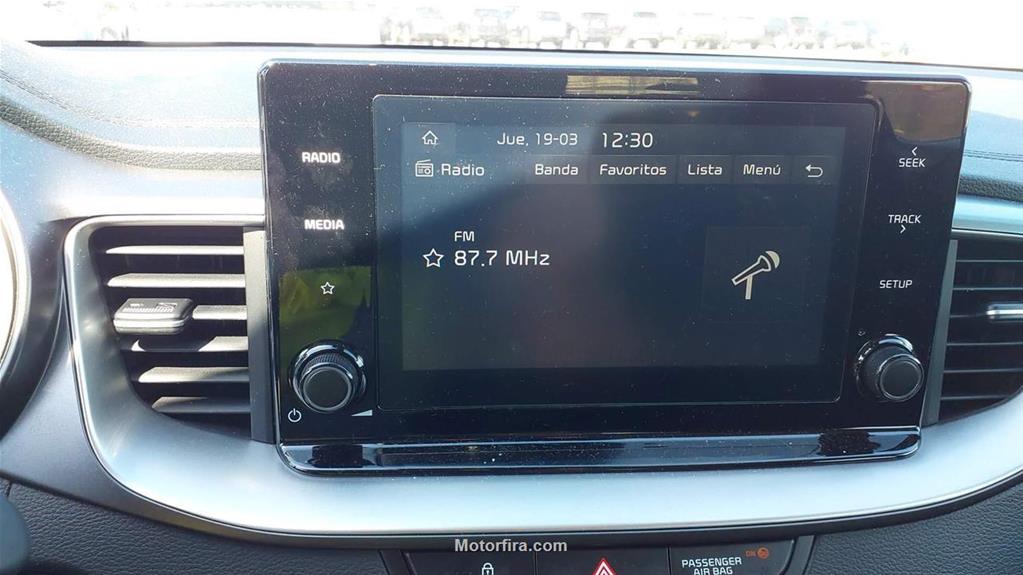 Jue, 19-03 12:30
RADIO
Radio Banda Favoritos Lista Menú
SEEK
MEDIA
TRACK
FM
87.7 MHz
SETUP
Motorfira.com
ON
PASSENGER
AIR BAG